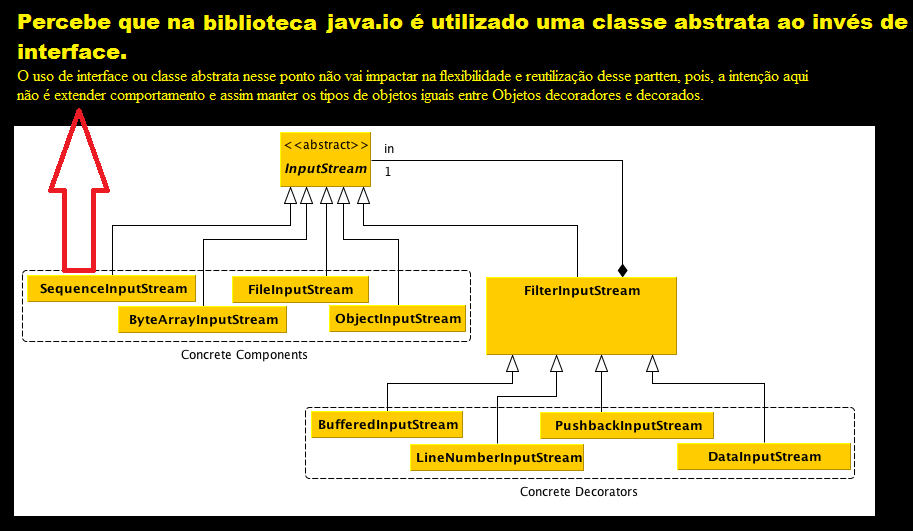 Percebe que na biblioteca java.io é utilizado uma classe abstrata ao invés de
interface.
O uso de interface ou classe abstrata nesse ponto não vai impactar na flexibilidade e reutilização desse partten, pois, a intenção aqui
não é extender comportamento e assim manter os tipos de objetos iguais entre Objetos decoradores e decorados.
<<abstract>>
InputStream
in
1
SequenceInputStream
FileInputStream
ByteArrayInputStream
ObjectInputStream
Concrete Components
FilterInputStream
BufferedInputStream
PushbackInputStream
LineNumberInputStream
DataInputStream
Concrete Decorators